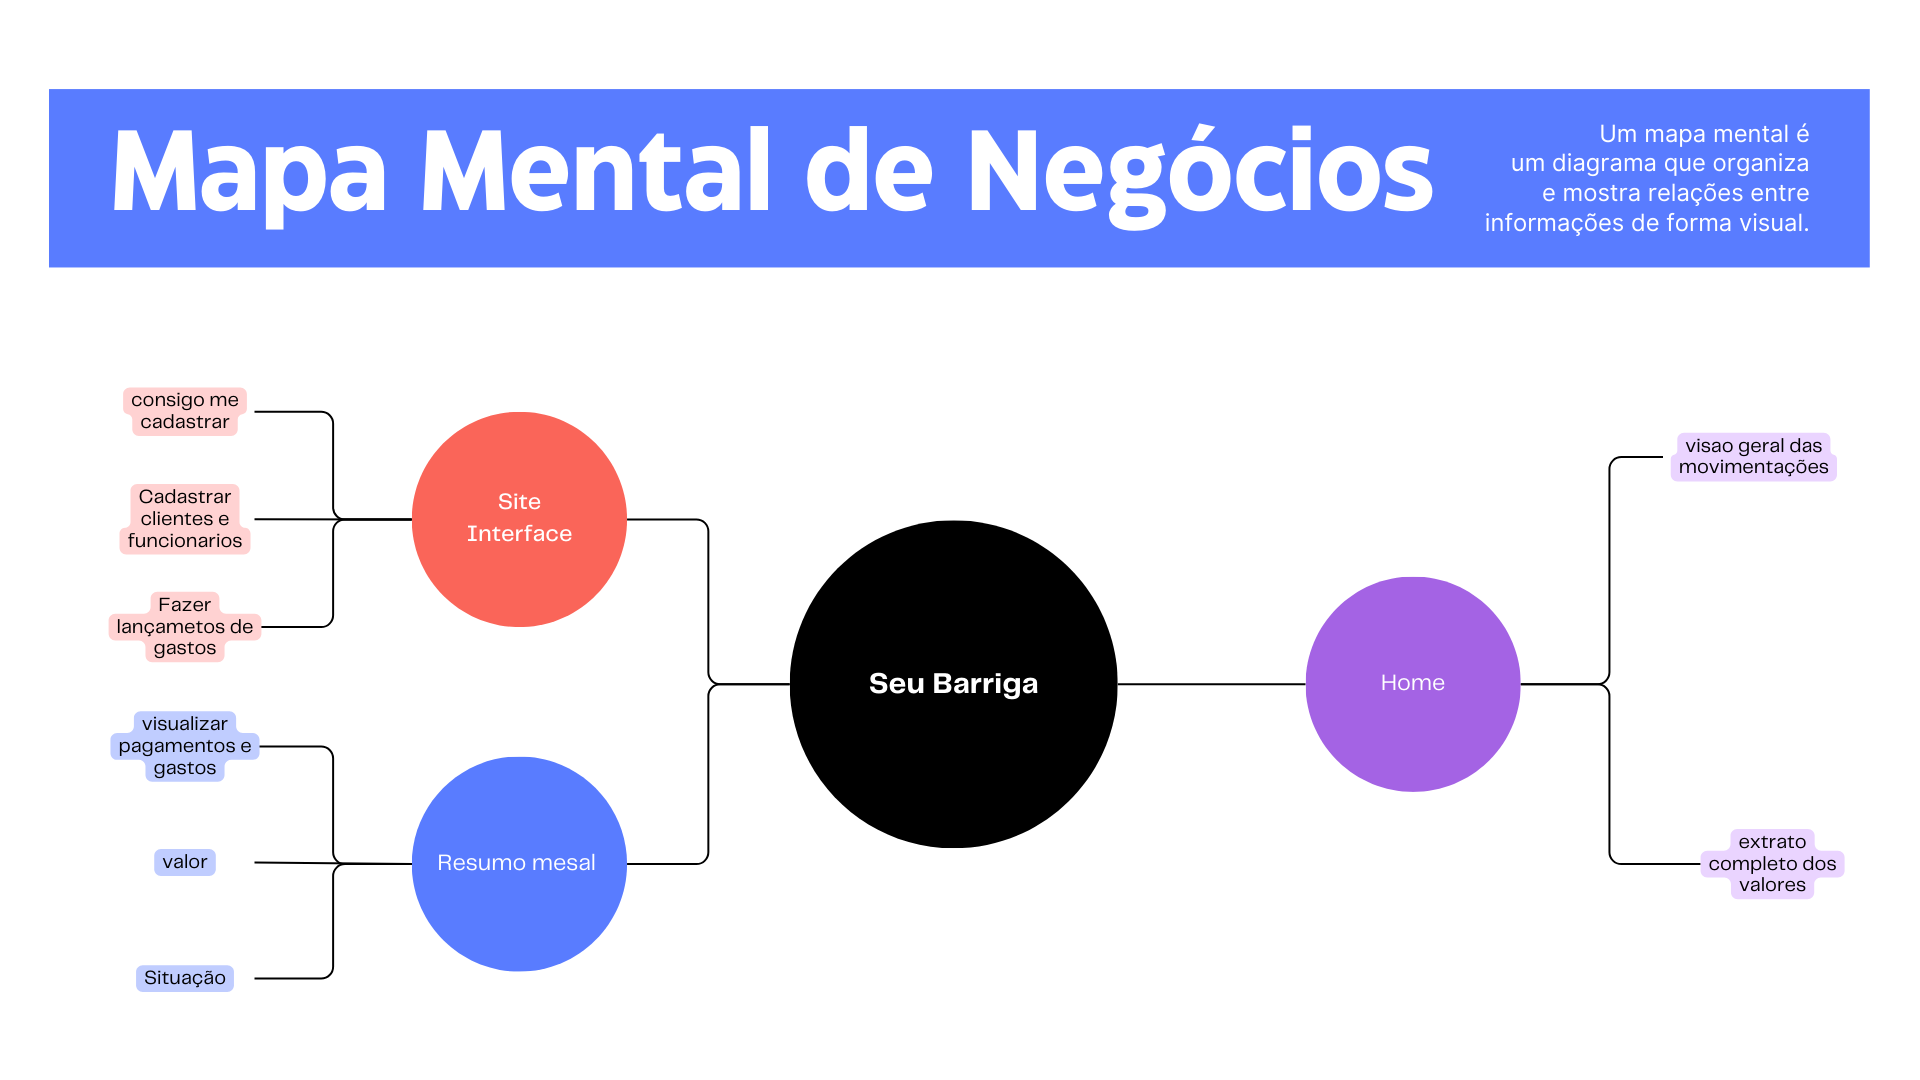 Mapa Mental de Negócios
Um mapa mental é
um diagrama que organiza
e mostra relações entre
informações de forma visual.
consigo me
cadastrar
Cadastrar
clientes e
funcionarios
Fazer
lançametos de
gastos
Site
Interface
visualizar
pagamentos e
gastos
valor
Situação
Resumo mesal
Seu Barriga
Home
visao geral das
movimentações
extrato
completo dos
valores